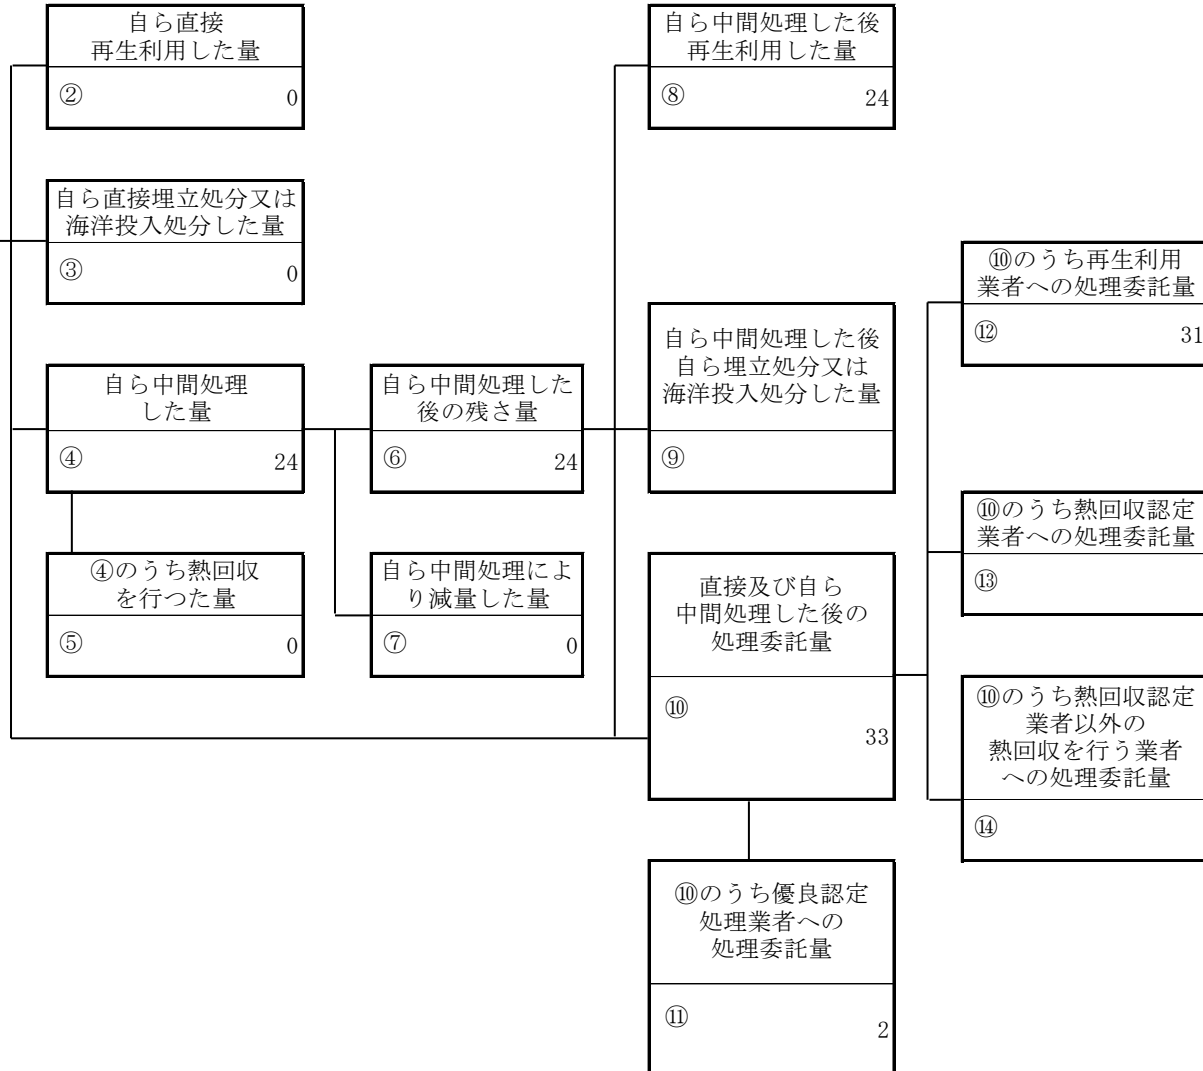 自ら直接
再生利用した量
②
0
自ら中間処理した後
再生利用した量
⑧
24
自ら直接埋立処分又は
海洋投入処分した量
③
0
⑩のうち再生利用
業者への処理委託量
⑫
31
自ら中間処理した後
自ら埋立処分又は
海洋投入処分した量
⑨
自ら中間処理
した量
④
24
自ら中間処理した
後の残さ量
⑥
24
⑩のうち熱回収認定
業者への処理委託量
⑬
④のうち熱回収
を行つた量
⑤
0
自ら中間処理によ
り減量した量
⑦
0
直接及び自ら
中間処理した後の
処理委託量
⑩
33
⑩のうち熱回収認定
業者以外の
熱回収を行う業者
への処理委託量
⑭
⑩のうち優良認定
処理業者への
処理委託量
⑪
2